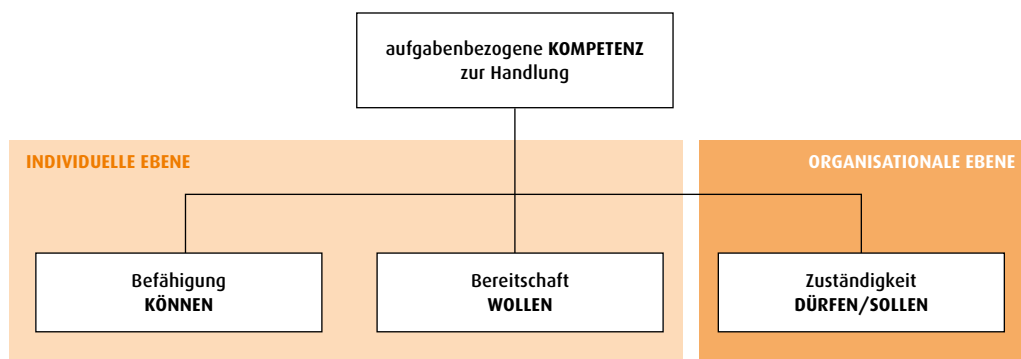 aufgabenbezogene KOMPETENZ
zur Handlung
INDIVIDUELLE EBENE
ORGANISATIONALE EBENE
Befähigung
KÖNNEN
Bereitschaft
WOLLEN
Zuständigkeit
DÜRFEN/SOLLEN